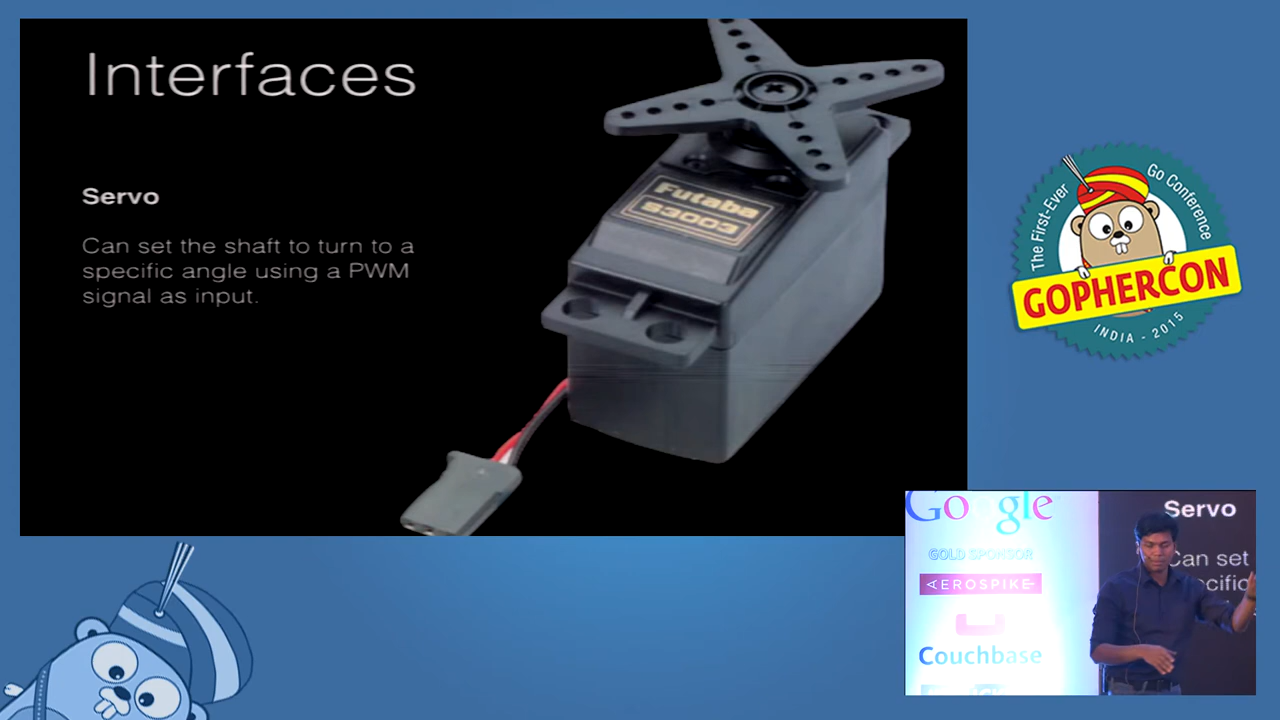 Interfaces
Servo
Can set the shaft to turn to a
specific angle using a PWM
signal as input.
Futaba
S3003
The First-Ever
Go Conference
GOPHERCON
INDIA - 2015
Google
GOLD SPONSOR
AEROSPIKE
Couchbase
Servo
Can set